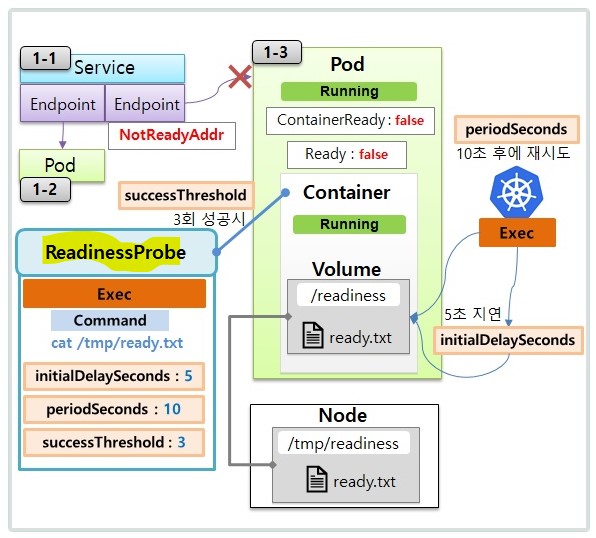 1-1
Service
Endpoint
Endpoint
NotReadyAddr
Pod
1-2
1-3
Pod
Running
ContainerReady : false
Ready : false
periodSeconds
10초 후에 재시도
Exec
successThreshold
3회 성공시
Container
Running
Volume
/readiness
ready.txt
5초 지연
initialDelaySeconds
ReadinessProbe
Exec
Command
cat /tmp/ready.txt
initialDelaySeconds : 5
periodSeconds : 10
successThreshold : 3
Node
/tmp/readiness
ready.txt